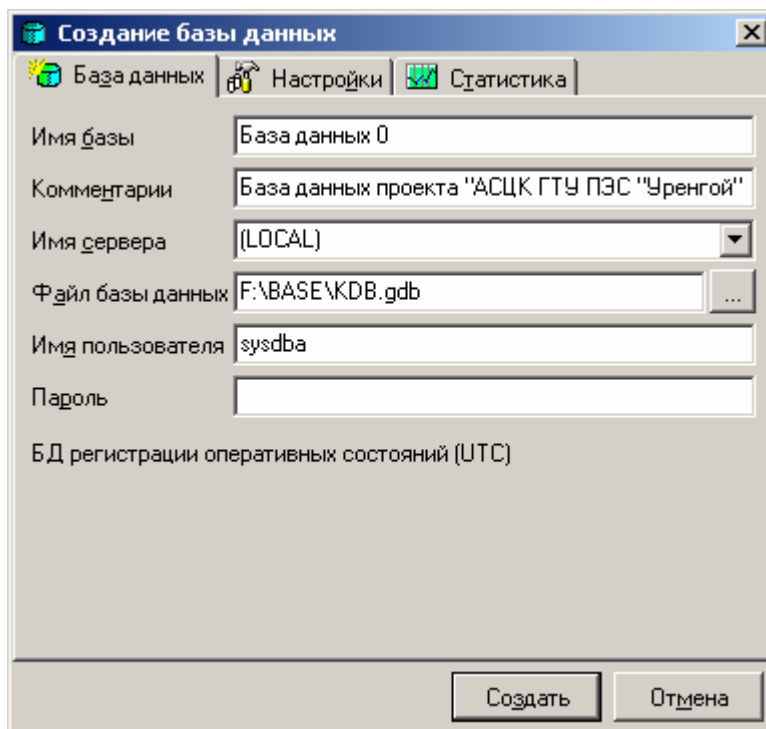 Создание базы данных
База данных Настройки Статистика
Имя базы База данных 0
Комментарии База данных проекта "АСЦК ГТУ ПЭС "Уренгой"
Имя сервера (LOCAL)
Файл базы данных F:\BASE\KDB.gdb ...
Имя пользователя sysdba
Пароль
БД регистрации оперативных состояний (UTC)
Создать Отмена